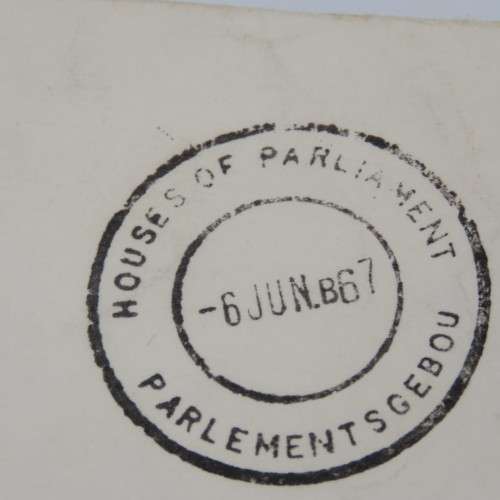 HOUSES OF PARLIAMENT
-6JUN.B67
PARLEMENTSGEBOU